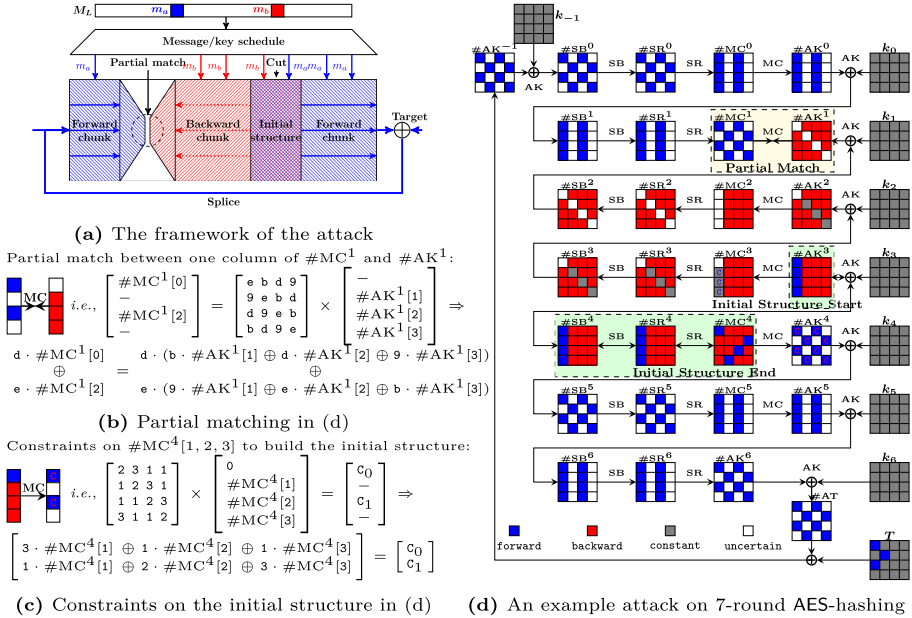 M_L m_a m_b
Message/key schedule
m_a Partial match m_b m_b Cut m_a m_a m_a
Forward chunk Backward chunk Initial structure Forward chunk Target
Splice
(a) The framework of the attack
Partial match between one column of #MC^1 and #AK^1:
MC i.e., [#MC^1[0] − #MC^1[2] −] = [e b d 9 9 e b d d 9 e b b d 9 e] × [− #AK^1[1] #AK^1[2] #AK^1[3]] ⇒
d · #MC^1[0] d · (b · #AK^1[1] ⊕ d · #AK^1[2] ⊕ 9 · #AK^1[3])
⊕ = ⊕
e · #MC^1[2] e · (9 · #AK^1[1] ⊕ e · #AK^1[2] ⊕ b · #AK^1[3])
(b) Partial matching in (d)
Constraints on #MC^4[1, 2, 3] to build the initial structure:
MC i.e., [2 3 1 1 1 2 3 1 1 1 2 3 3 1 1 2] × [0 #MC^4[1] #MC^4[2] #MC^4[3]] = [C_0 − C_1 −] ⇒
[3 · #MC^4[1] ⊕ 1 · #MC^4[2] ⊕ 1 · #MC^4[3]
1 · #MC^4[1] ⊕ 2 · #MC^4[2] ⊕ 3 · #MC^4[3]] = [C_0 C_1]
(c) Constraints on the initial structure in (d)
k_{−1}
#AK^{−1} AK #SB^0 SB #SR^0 SR #MC^0 MC #AK^0 AK k_0
#SB^1 SB #SR^1 SR #MC^1 MC #AK^1 AK k_1
Partial Match
#SB^2 SB #SR^2 SR #MC^2 MC #AK^2 AK k_2
#SB^3 SB #SR^3 SR #MC^3 MC #AK^3 AK k_3
C C C C
Initial Structure Start
#SB^4 SB #SR^4 SR #MC^4 MC #AK^4 AK k_4
Initial Structure End
#SB^5 SB #SR^5 SR #MC^5 MC #AK^5 AK k_5
#SB^6 SB #SR^6 SR #AK^6 AK k_6
#AT
forward backward constant uncertain T
(d) An example attack on 7-round AES-hashing